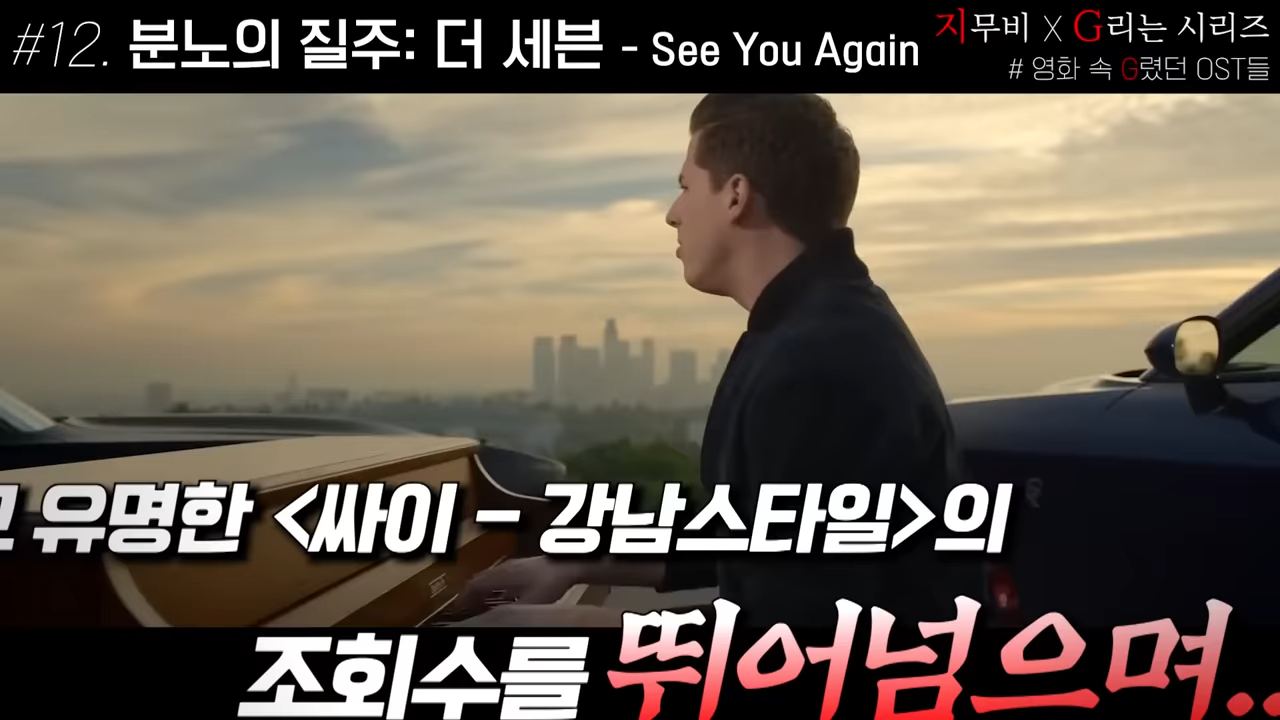 #12. 분노의 질주: 더 세븐 - See You Again
지무비 X G리는 시리즈
# 영화 속 G렸던 OST들
유명한 <싸이 - 강남스타일>의
조회수를 뛰어넘으며..